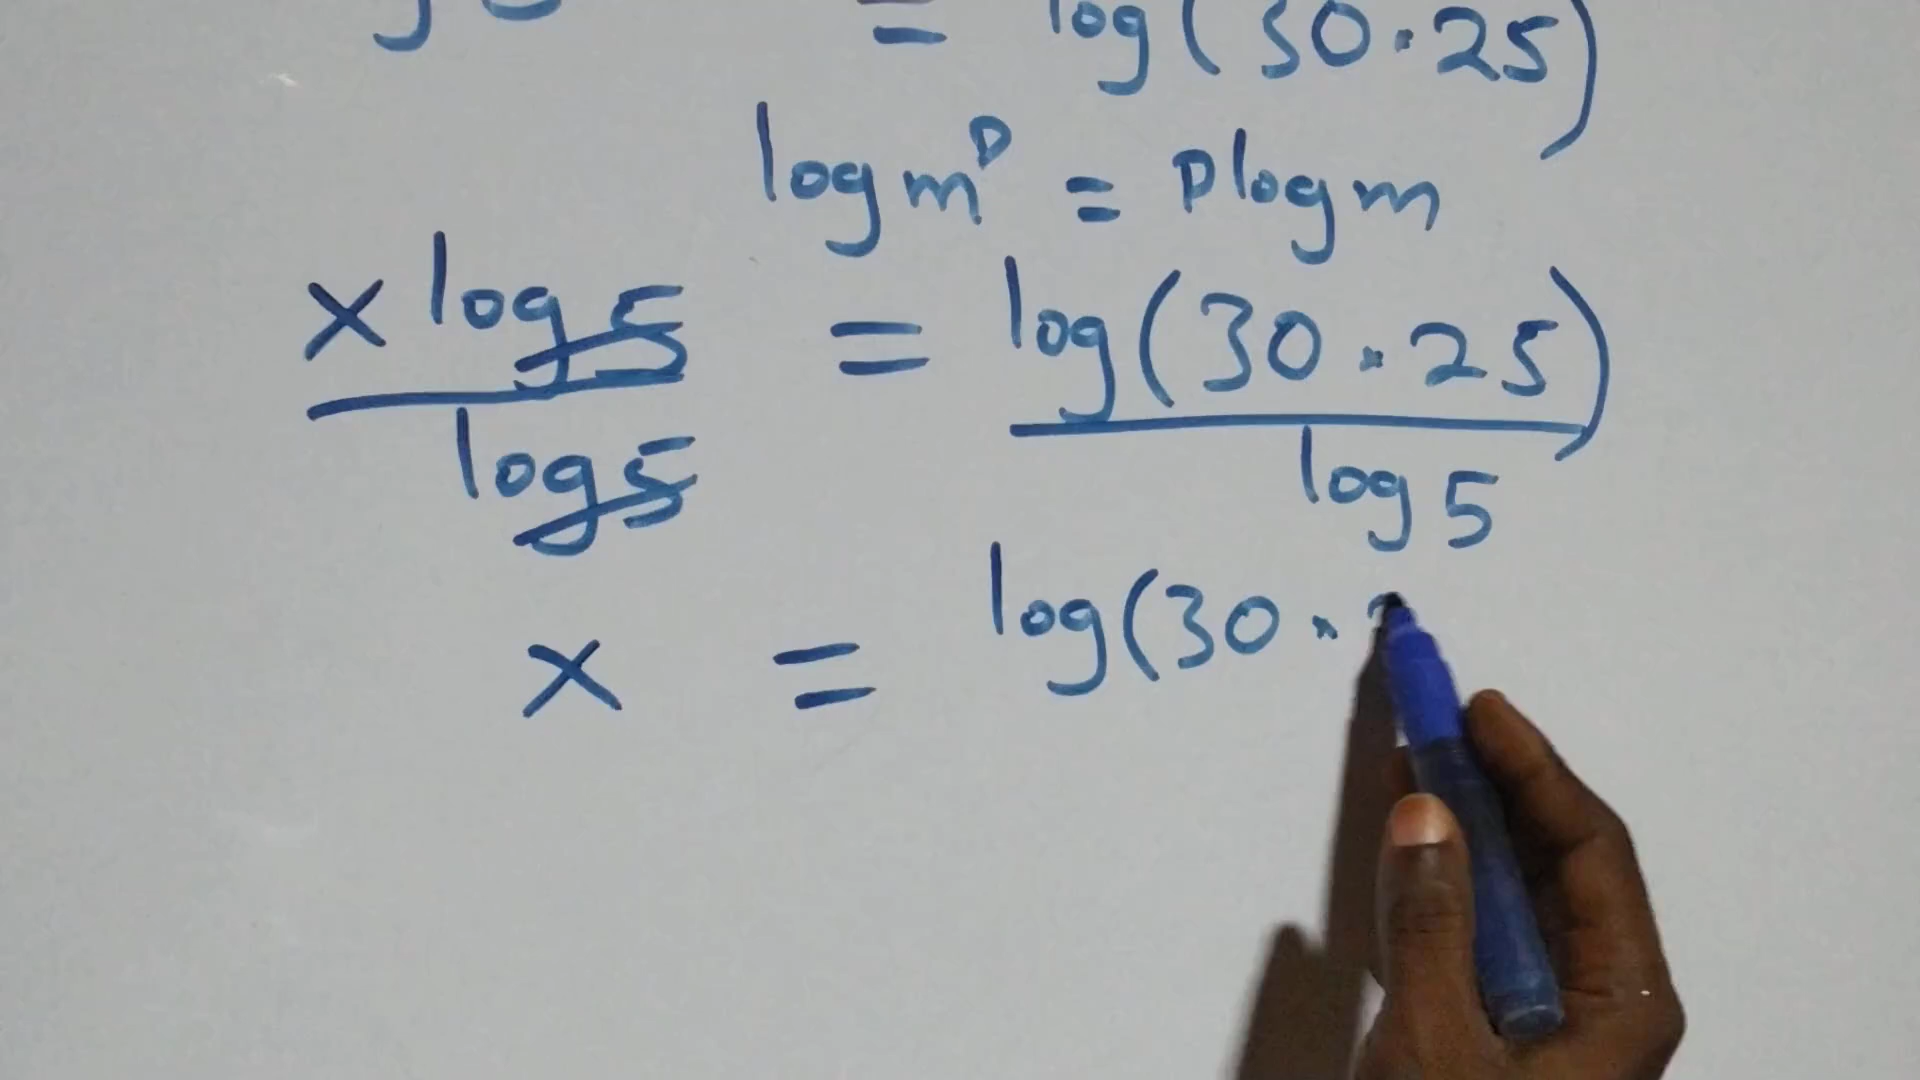 = log(30·25)
log m^p = p log m
x log 5 / log 5 = log(30·25) / log 5
x = log(30·